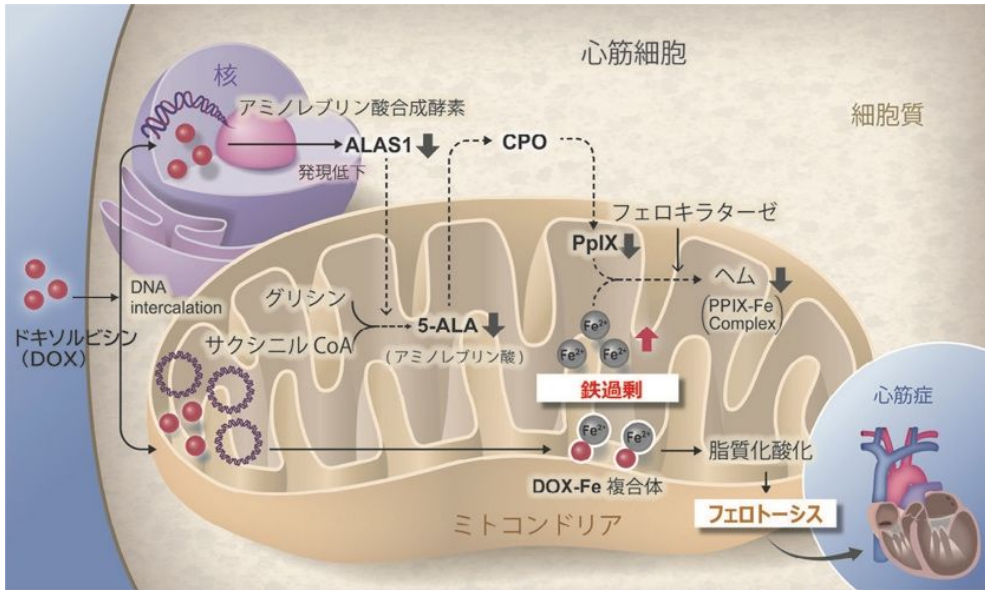 心筋細胞
核
細胞質
アミノレブリン酸合成酵素
ALAS1
発現低下
CPO
フェロキラターゼ
PpIX
ヘム
(PPIX-Fe
Complex)
DNA
intercalation
ドキソルビシン
（DOX）
グリシン
サクシニル CoA
5-ALA
（アミノレブリン酸）
Fe2+
Fe2+
Fe2+
鉄過剰
Fe2+
Fe2+
DOX-Fe 複合体
脂質化酸化
フェロトーシス
ミトコンドリア
心筋症